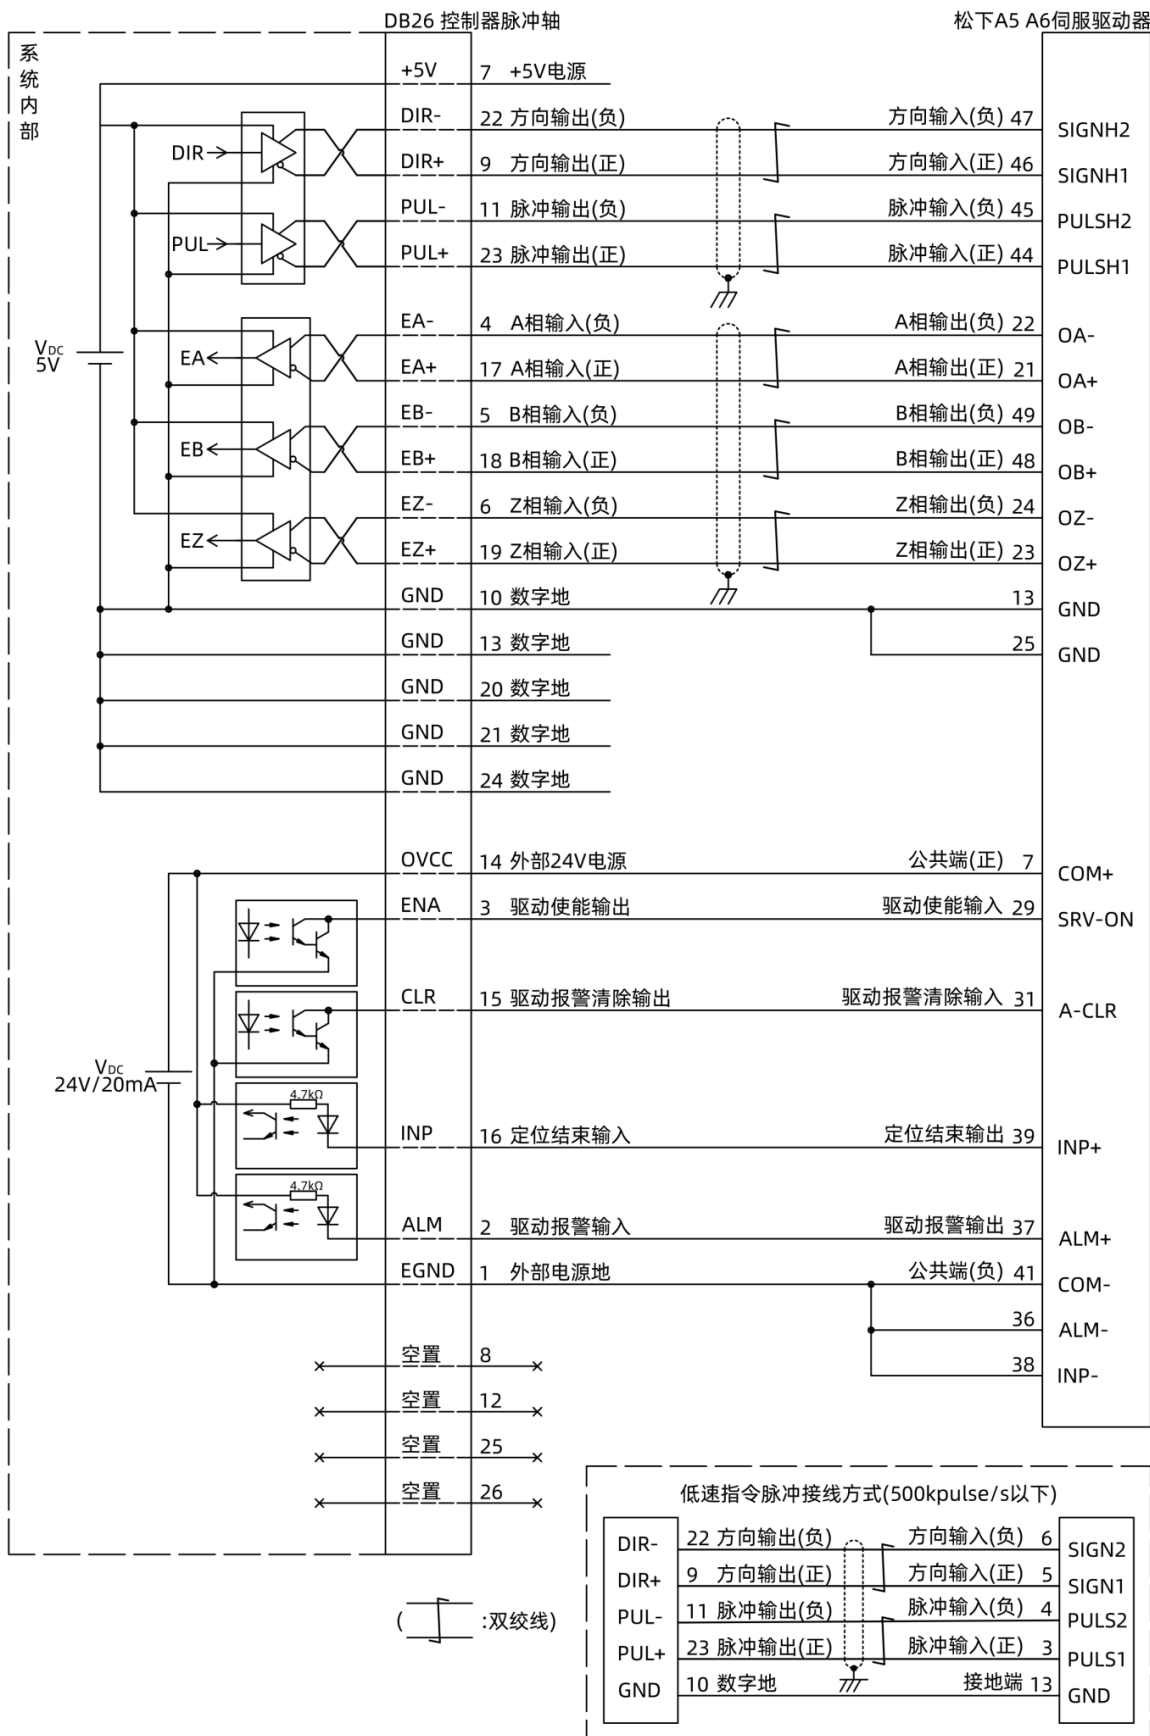 DB26 控制器脉冲轴 松下A5 A6伺服驱动器
系统内部
+5V 7 +5V电源
DIR- 22 方向输出(负) 方向输入(负) 47 SIGNH2
DIR
DIR+ 9 方向输出(正) 方向输入(正) 46 SIGNH1
PUL- 11 脉冲输出(负) 脉冲输入(负) 45 PULSH2
PUL
PUL+ 23 脉冲输出(正) 脉冲输入(正) 44 PULSH1
EA- 4 A相输入(负) A相输出(负) 22 OA-
VDC
5V
EA
EA+ 17 A相输入(正) A相输出(正) 21 OA+
EB- 5 B相输入(负) B相输出(负) 49 OB-
EB
EB+ 18 B相输入(正) B相输出(正) 48 OB+
EZ- 6 Z相输入(负) Z相输出(负) 24 OZ-
EZ
EZ+ 19 Z相输入(正) Z相输出(正) 23 OZ+
GND 10 数字地 13 GND
GND 13 数字地 25 GND
GND 20 数字地
GND 21 数字地
GND 24 数字地
OVCC 14 外部24V电源 公共端(正) 7 COM+
ENA 3 驱动使能输出 驱动使能输入 29 SRV-ON
CLR 15 驱动报警清除输出 驱动报警清除输入 31 A-CLR
VDC
24V/20mA
4.7kΩ
INP 16 定位结束输入 定位结束输出 39 INP+
4.7kΩ
ALM 2 驱动报警输入 驱动报警输出 37 ALM+
EGND 1 外部电源地 公共端(负) 41 COM-
36 ALM-
38 INP-
空置 8
空置 12
空置 25
空置 26
低速指令脉冲接线方式(500kpulse/s以下)
DIR- 22 方向输出(负) 方向输入(负) 6 SIGN2
DIR+ 9 方向输出(正) 方向输入(正) 5 SIGN1
PUL- 11 脉冲输出(负) 脉冲输入(负) 4 PULS2
PUL+ 23 脉冲输出(正) 脉冲输入(正) 3 PULS1
GND 10 数字地 接地端 13 GND
( :双绞线)